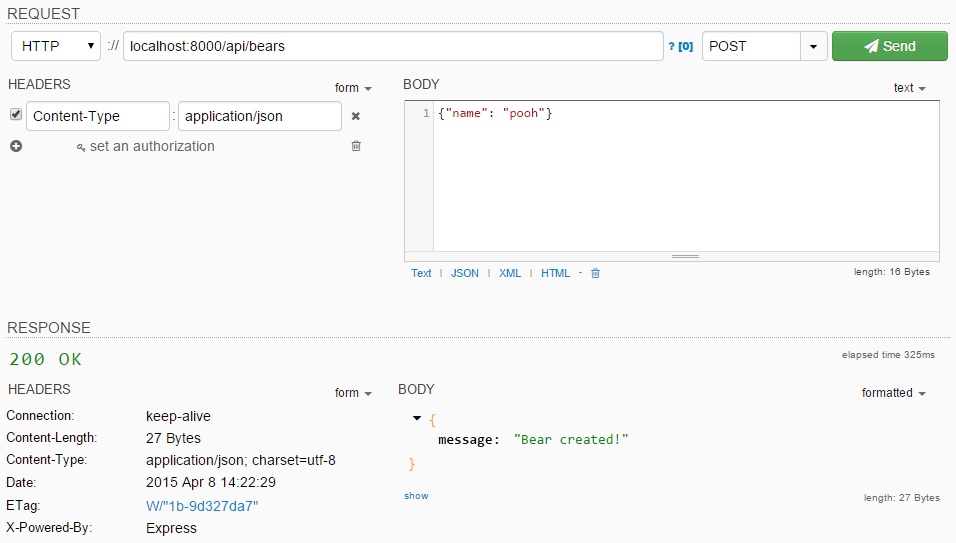 REQUEST
HTTP :// localhost:8000/api/bears ? [0] POST Send
HEADERS form BODY text
Content-Type : application/json 1 {"name": "pooh"}
set an authorization
Text | JSON | XML | HTML - length: 16 Bytes
RESPONSE
200 OK elapsed time 325ms
HEADERS form BODY formatted
Connection: keep-alive {
Content-Length: 27 Bytes message: "Bear created!"
Content-Type: application/json; charset=utf-8 }
Date: 2015 Apr 8 14:22:29
show length: 27 Bytes
ETag: W/"1b-9d327da7"
X-Powered-By: Express